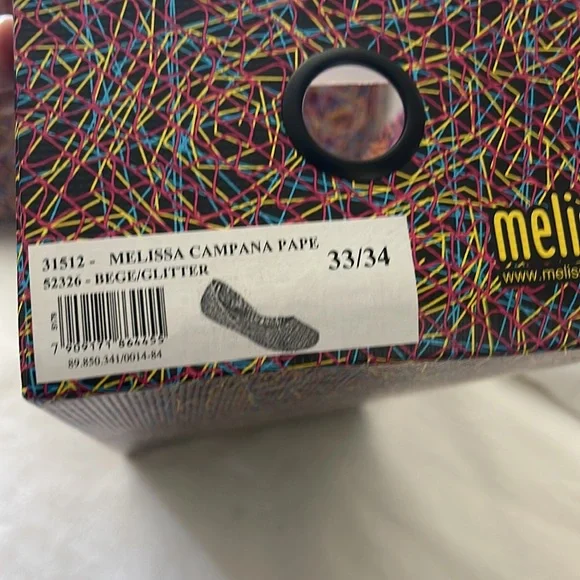 31512 - MELISSA CAMPANA PAPE
52326 - BEGE/GLITTER
33/34
7 909171 864455
89.850.341/0014-84
meli
www.melis